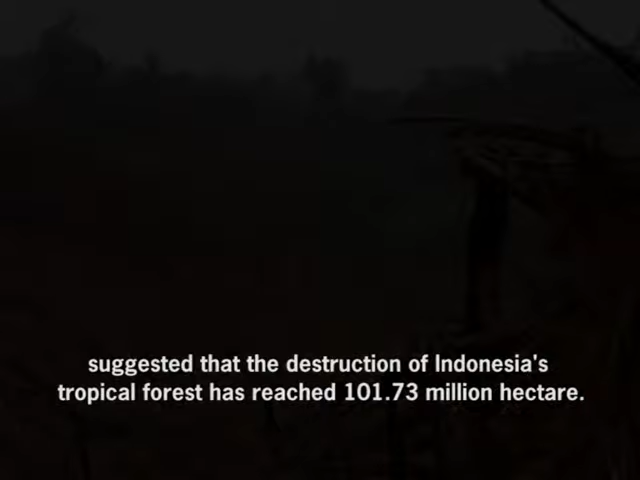 suggested that the destruction of Indonesia's
tropical forest has reached 101.73 million hectare.